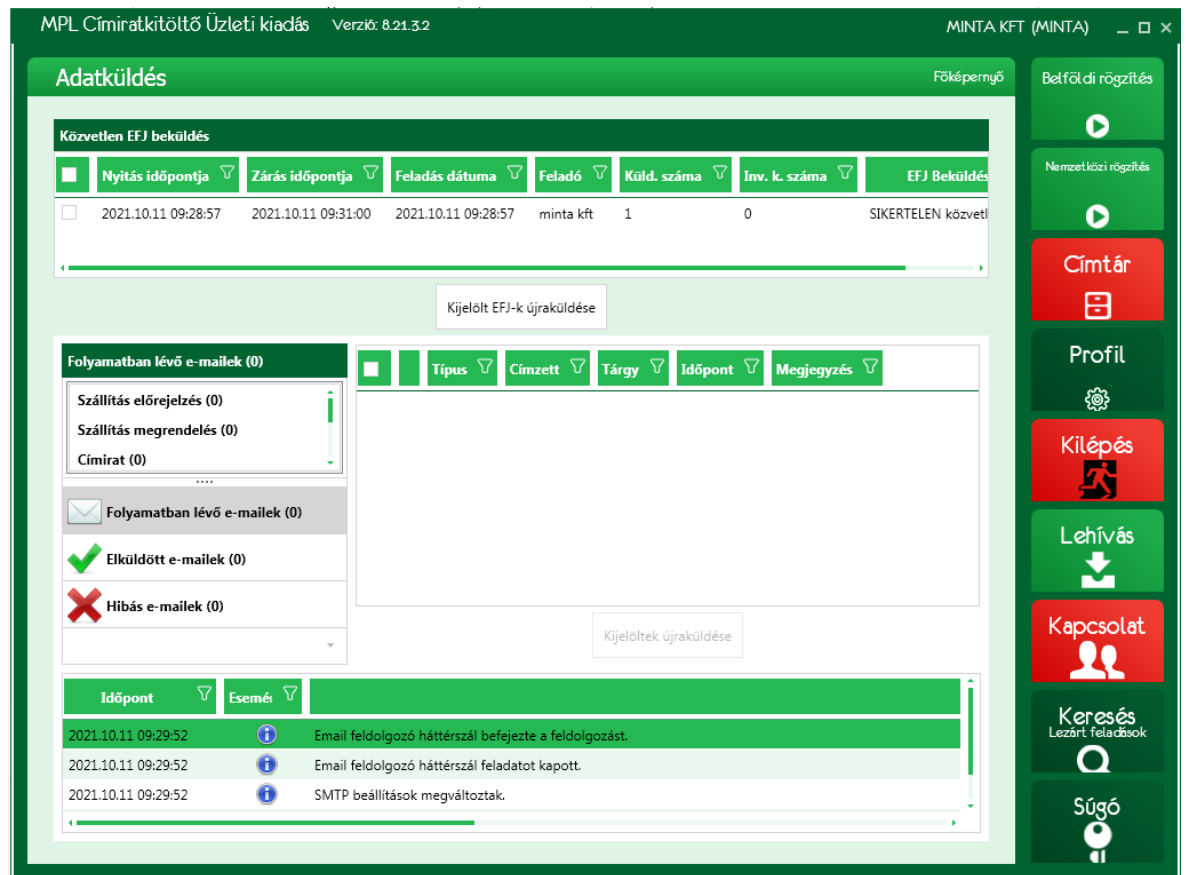 MPL Címiratkitöltő Üzleti kiadás Verzió: 8.21.3.2 MINTA KFT (MINTA)
Adatküldés Főképernyő
Közvetlen EFJ beküldés
Nyitás időpontja Zárás időpontja Feladás dátuma Feladó Küld. száma Inv. k. száma EFJ Beküldés
2021.10.11 09:28:57 2021.10.11 09:31:00 2021.10.11 09:28:57 minta kft 1 0 SIKERTELEN közvetl
Kijelölt EFJ-k újraküldése
Folyamatban lévő e-mailek (0)
Szállítás előrejelzés (0)
Szállítás megrendelés (0)
Címirat (0)
Folyamatban lévő e-mailek (0)
Elküldött e-mailek (0)
Hibás e-mailek (0)
Típus Címzett Tárgy Időpont Megjegyzés
Kijelöltek újraküldése
Időpont Esemé
2021.10.11 09:29:52 Email feldolgozó háttérszál befejezte a feldolgozást.
2021.10.11 09:29:52 Email feldolgozó háttérszál feladatot kapott.
2021.10.11 09:29:52 SMTP beállítások megváltoztak.
Belföldi rögzítés
Nemzetközi rögzítés
Címtár
Profil
Kilépés
Lehívás
Kapcsolat
Keresés
Lezárt feladások
Súgó